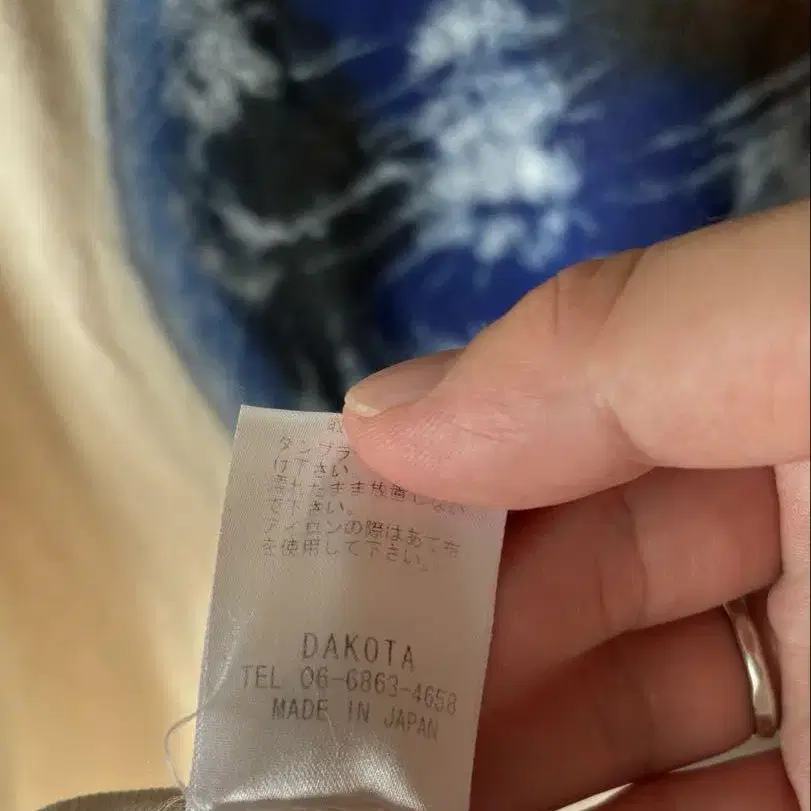 取
タンブラ
け下さい
濡れたまま放置しない
で下さい。
アイロンの際はあて布
を使用して下さい。
DAKOTA
TEL 06-6863-4658
MADE IN JAPAN